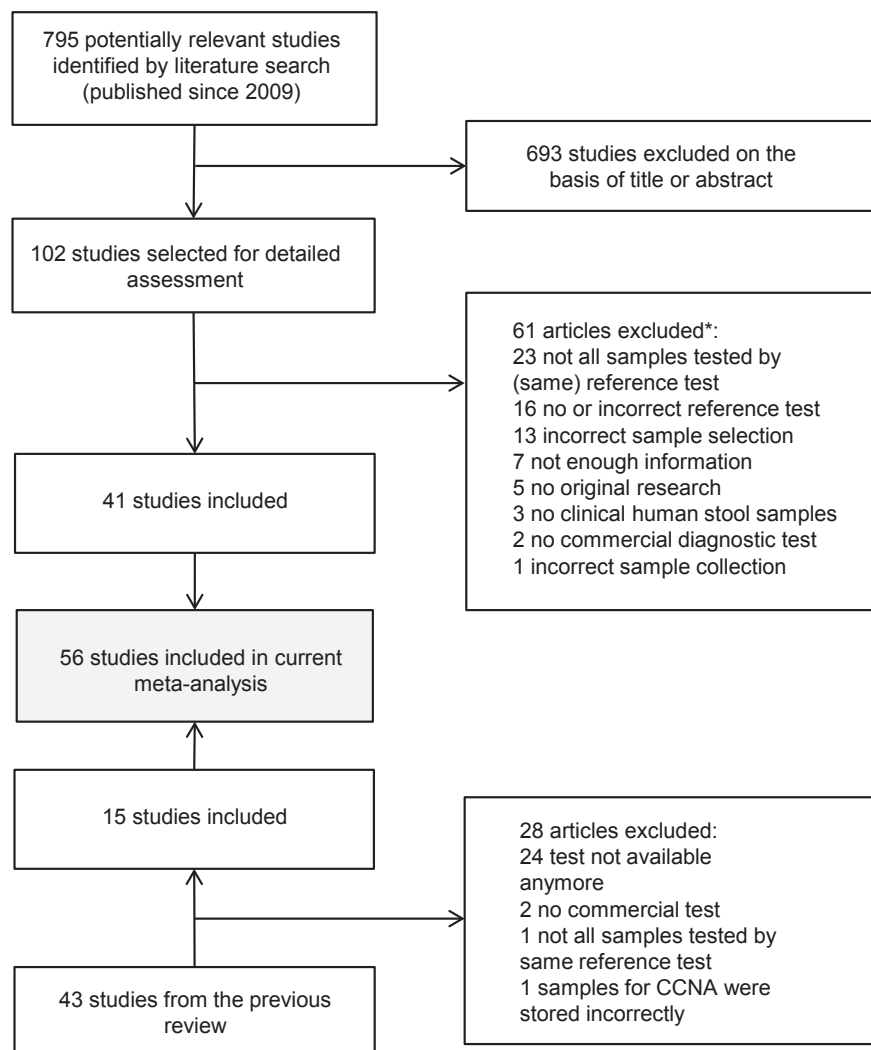 795 potentially relevant studies
identified by literature search
(published since 2009)
693 studies excluded on the
basis of title or abstract
102 studies selected for detailed
assessment
61 articles excluded*:
23 not all samples tested by
(same) reference test
16 no or incorrect reference test
13 incorrect sample selection
7 not enough information
5 no original research
3 no clinical human stool samples
2 no commercial diagnostic test
1 incorrect sample collection
41 studies included
56 studies included in current
meta-analysis
15 studies included
28 articles excluded:
24 test not available
anymore
2 no commercial test
1 not all samples tested by
same reference test
1 samples for CCNA were
stored incorrectly
43 studies from the previous
review